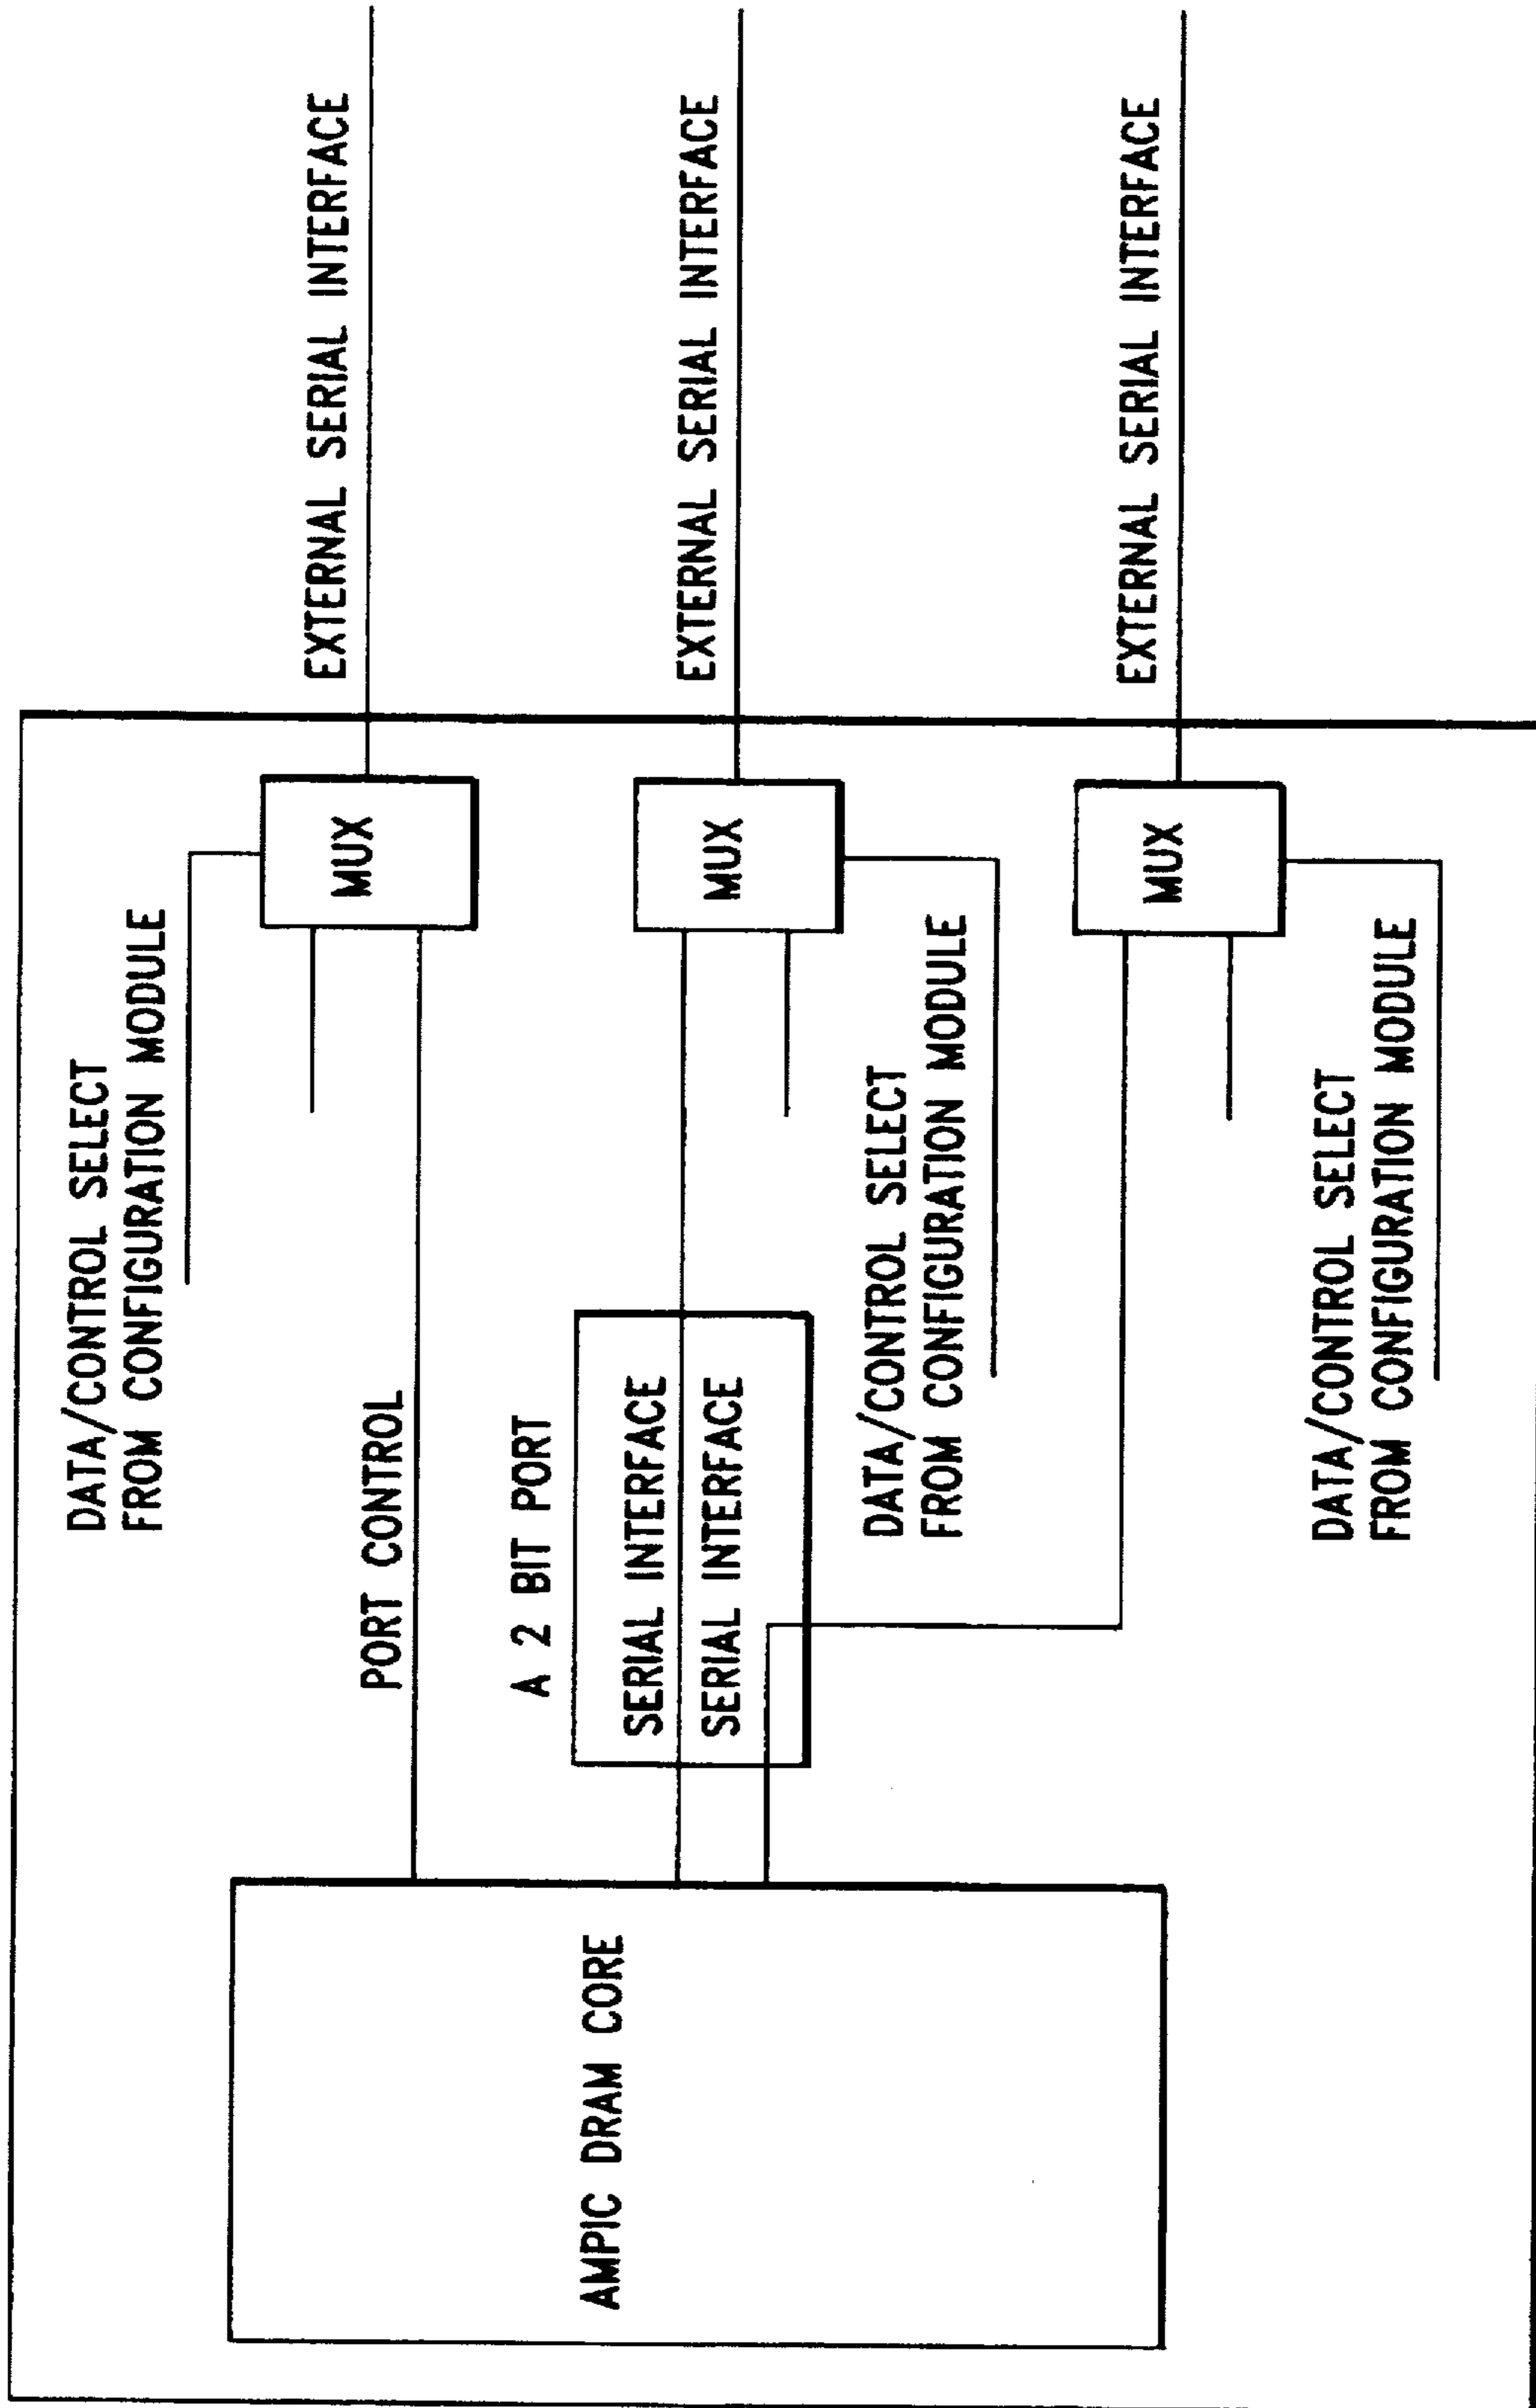 DATA/CONTROL SELECT
FROM CONFIGURATION MODULE
EXTERNAL SERIAL INTERFACE
MUX
PORT CONTROL
A 2 BIT PORT
SERIAL INTERFACE
SERIAL INTERFACE
MUX
EXTERNAL SERIAL INTERFACE
AMPIC DRAM CORE
DATA/CONTROL SELECT
FROM CONFIGURATION MODULE
MUX
EXTERNAL SERIAL INTERFACE
DATA/CONTROL SELECT
FROM CONFIGURATION MODULE